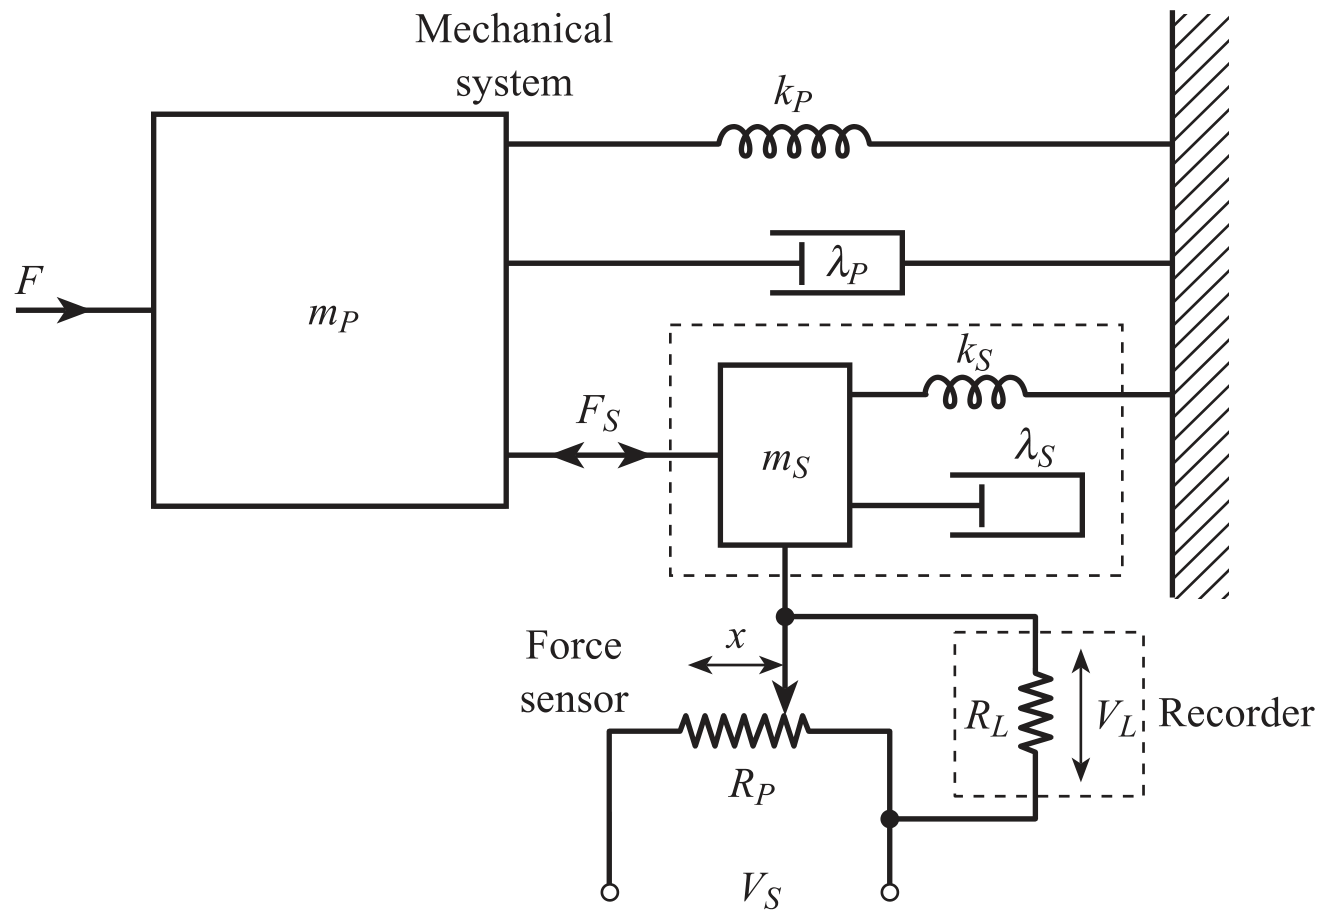 Mechanical
system
k_P
λ_P
F
m_P
k_S
F_S
m_S
λ_S
Force
sensor
x
R_L
V_L
Recorder
R_P
V_S